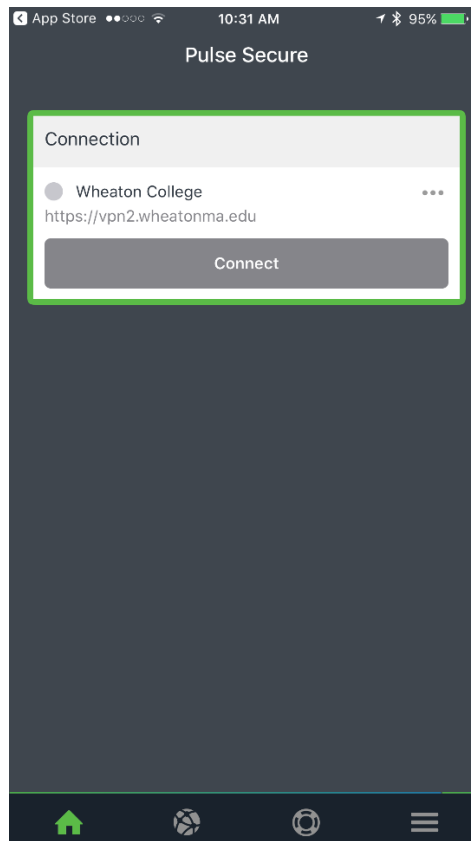 App Store 10:31 AM 95%
Pulse Secure
Connection
Wheaton College
https://vpn2.wheatonma.edu
Connect